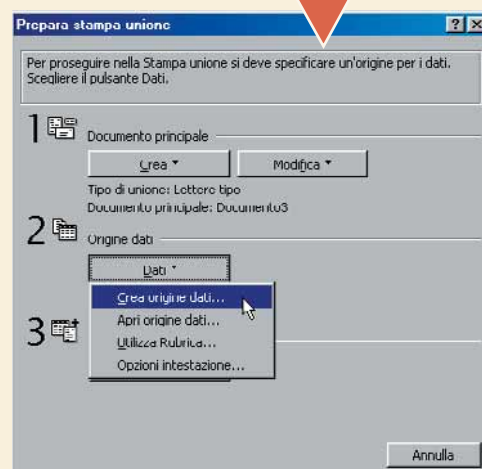 Prepara stampa unione
Per proseguire nella Stampa unione si deve specificare un'origine per i dati.
Scegliere il pulsante Dati.
1 Documento principale
Crea Modifica
Tipo di unione: Lettere tipo
Documento principale: Documento3
2 Origine dati
Dati
Crea origine dati...
Apri origine dati...
3 Utilizza Rubrica...
Opzioni intestazione...
Annulla